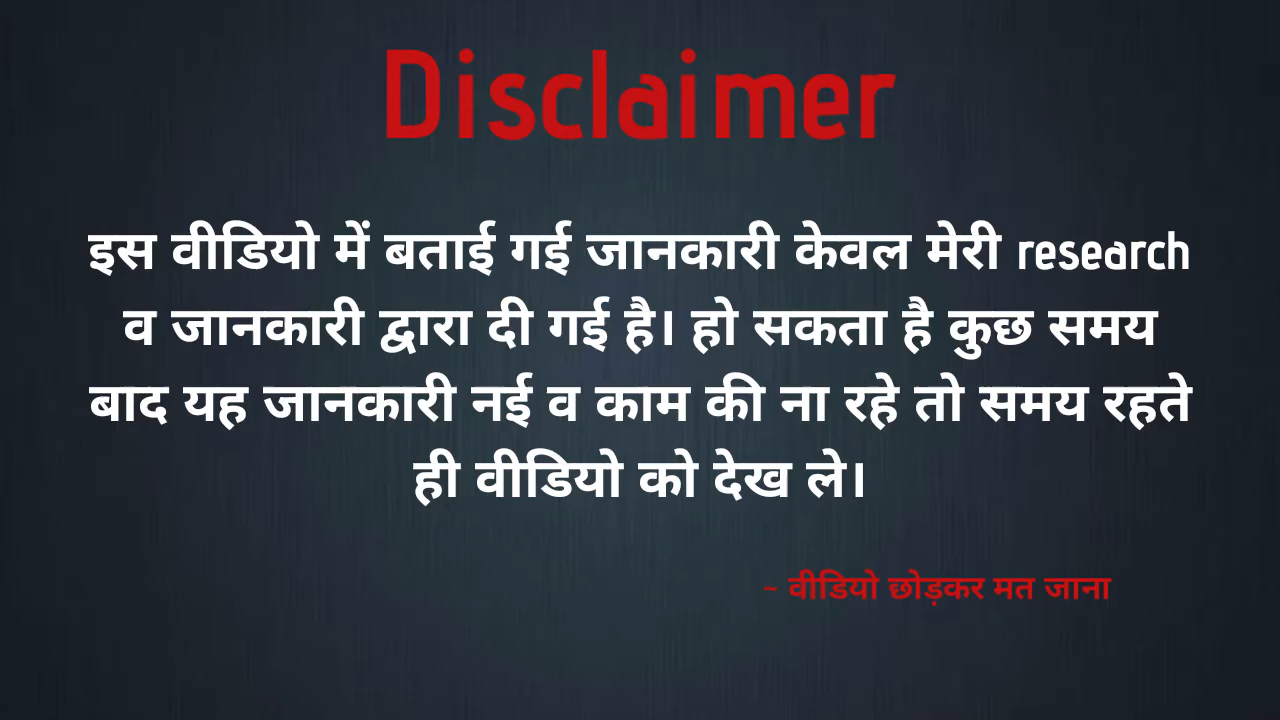 Disclaimer
इस वीडियो में बताई गई जानकारी केवल मेरी research
व जानकारी द्वारा दी गई है। हो सकता है कुछ समय
बाद यह जानकारी नई व काम की ना रहे तो समय रहते
ही वीडियो को देख ले।
- वीडियो छोड़कर मत जाना